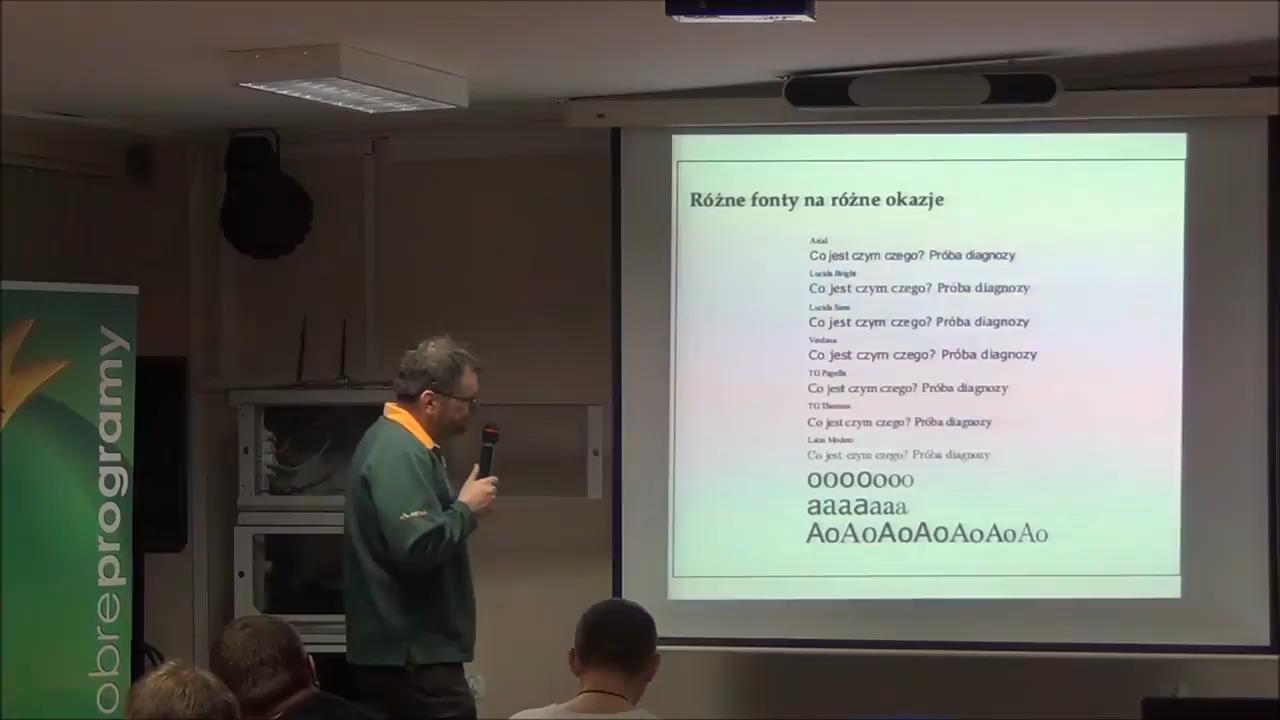 Różne fonty na różne okazje
Arial
Co jest czym czego? Próba diagnozy
Lucida Bright
Co jest czym czego? Próba diagnozy
Lucida Sans
Co jest czym czego? Próba diagnozy
Verdana
Co jest czym czego? Próba diagnozy
TG Pagella
Co jest czym czego? Próba diagnozy
TG Thermes
Co jest czym czego? Próba diagnozy
Latin Modern
Co jest czym czego? Próba diagnozy
ooooooo
aaaaaaa
AoAoAoAoAoAoAo
obreprogramy